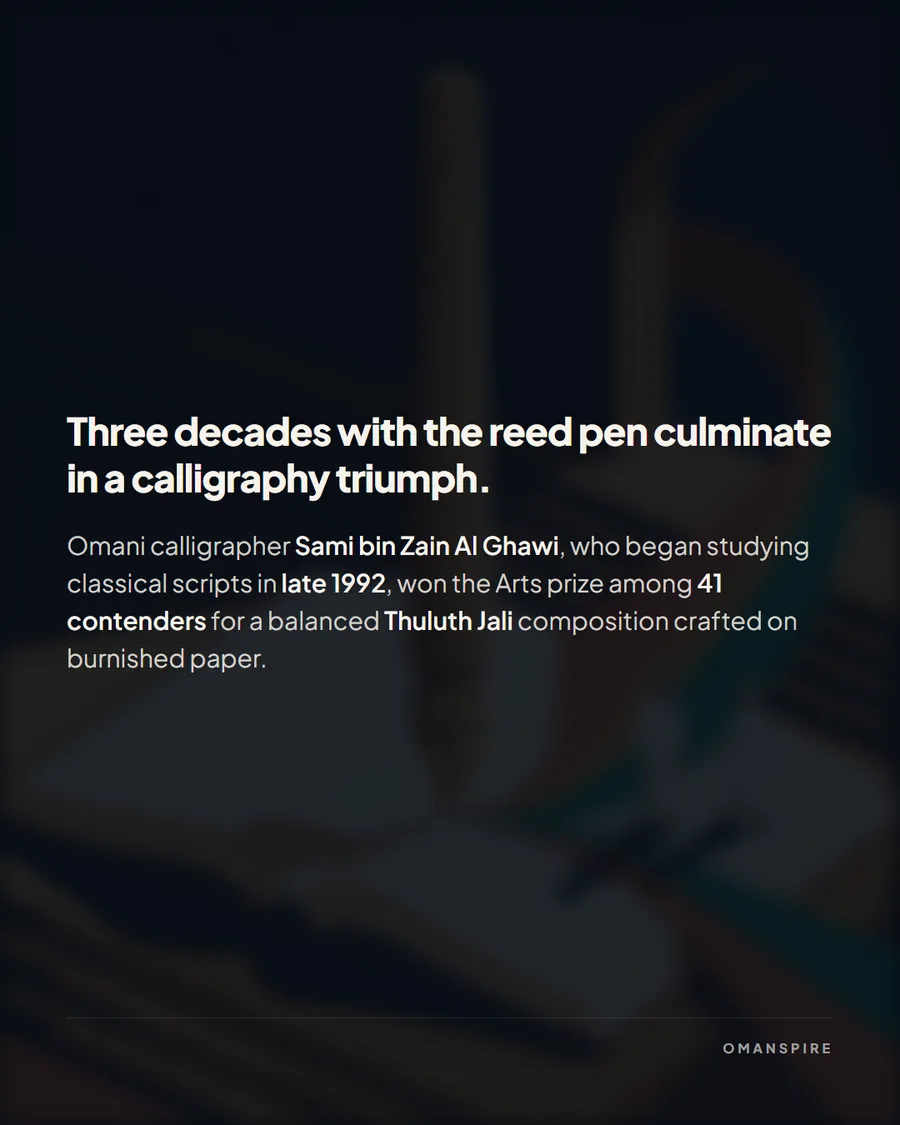 Three decades with the reed pen culminate
in a calligraphy triumph.
Omani calligrapher Sami bin Zain Al Ghawi, who began studying
classical scripts in late 1992, won the Arts prize among 41
contenders for a balanced Thuluth Jali composition crafted on
burnished paper.
OMANSPIRE